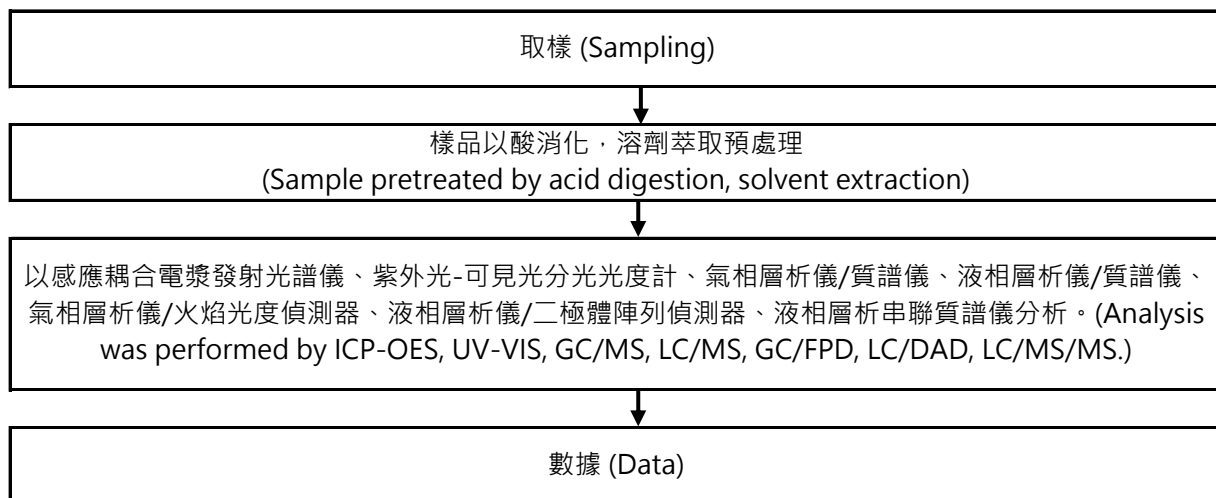 取樣 (Sampling)
樣品以酸消化，溶劑萃取預處理
(Sample pretreated by acid digestion, solvent extraction)
以感應耦合電漿發射光譜儀、紫外光-可見光分光光度計、氣相層析儀/質譜儀、液相層析儀/質譜儀、
氣相層析儀/火焰光度偵測器、液相層析儀/二極體陣列偵測器、液相層析串聯質譜儀分析。(Analysis
was performed by ICP-OES, UV-VIS, GC/MS, LC/MS, GC/FPD, LC/DAD, LC/MS/MS.)
數據 (Data)